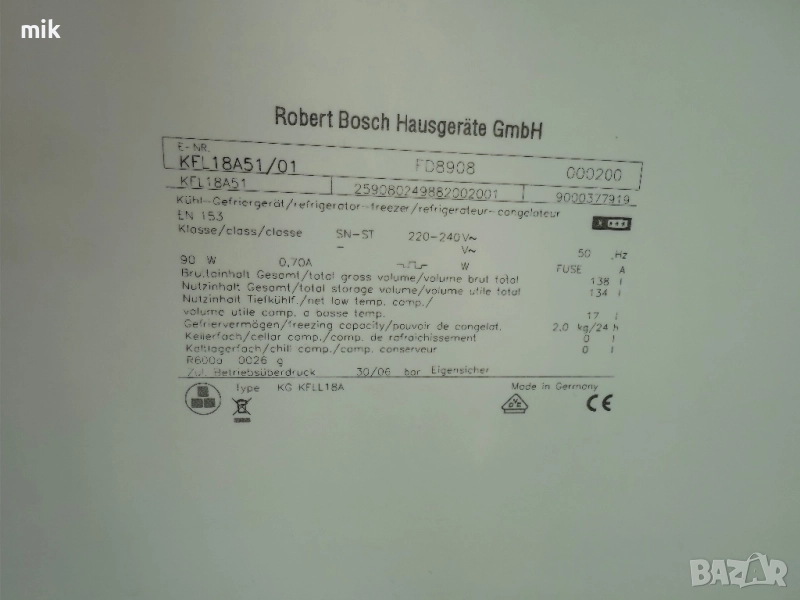 mik
Robert Bosch Hausgeräte GmbH
E-NR.
KFL18A51/01 FD8908 000200
KFL18A51 259080249882002001 9000377919
Kühl-Gefriergerät/refrigerator-freezer/refrigerateur-congelateur
EN 153
Klasse/class/classe SN-ST 220-240V~ 50 Hz
- V~
90 W 0,70A W FUSE A
Bruttoinhalt Gesamt/total gross volume/volume brut total 138 l
Nutzinhalt Gesamt/total storage volume/volume utile total 134 l
Nutzinhalt Tiefkühlf./net low temp. comp./
volume utile comp. a basse temp. 17 l
Gefriervermögen/freezing capacity/pouvoir de congelat. 2,0 kg/24 h
Kellerfach/cellar comp./comp. de rafraichissement 0 l
Kaltlagerfach/chill comp./comp. conserveur 0 l
R600a 0026 g
Zul. Betriebsüberdruck 30/06 bar Eigensicher
Type KG KFLL18A Made in Germany
DVE
CE
BAZAR